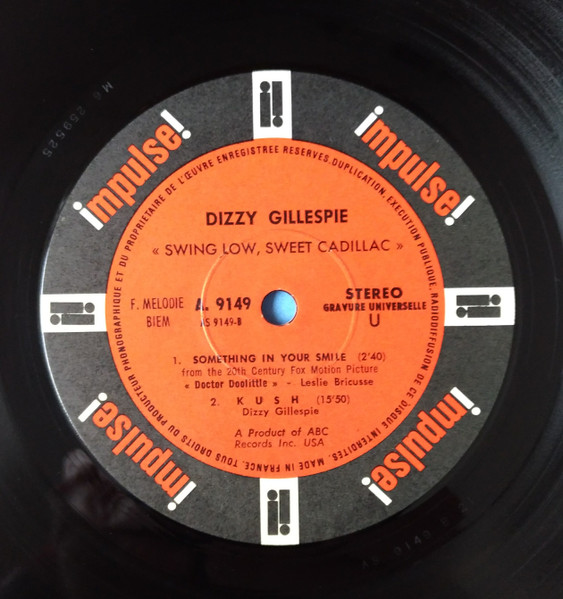 impulse!
impulse!
impulse!
impulse!
TOUS DROITS DU PRODUCTEUR PHONOGRAPHIQUE ET DU PROPRIETAIRE DE L'ŒUVRE ENREGISTREE RESERVES. DUPLICATION, EXECUTION PUBLIQUE, RADIODIFFUSION DE CE DISQUE INTERDITES. MADE IN FRANCE.
DIZZY GILLESPIE
« SWING LOW, SWEET CADILLAC »
F. MELODIE A. 9149 STEREO
BIEM AS 9149-B GRAVURE UNIVERSELLE
U
1. SOMETHING IN YOUR SMILE (2'40)
from the 20th Century Fox Motion Picture
« Doctor Doolittle » - Leslie Bricusse
2. K U S H (15'50)
Dizzy Gillespie
A Product of ABC
Records Inc. USA
M6 259525